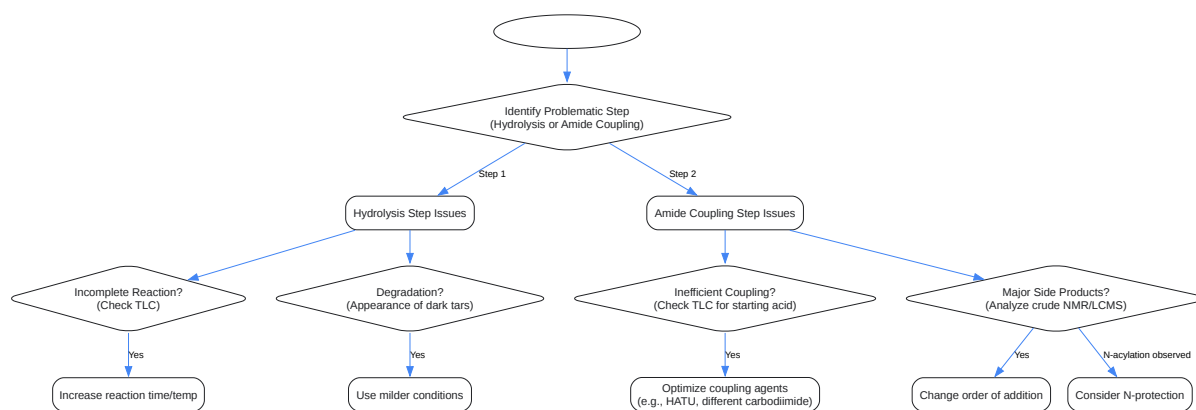 Identify Problematic Step
(Hydrolysis or Amide Coupling)
Step 1
Step 2
Hydrolysis Step Issues
Amide Coupling Step Issues
Incomplete Reaction?
(Check TLC)
Degradation?
(Appearance of dark tars)
Inefficient Coupling?
(Check TLC for starting acid)
Major Side Products?
(Analyze crude NMR/LCMS)
Yes
Yes
Yes
Yes
N-acylation observed
Increase reaction time/temp
Use milder conditions
Optimize coupling agents
(e.g., HATU, different carbodiimide)
Change order of addition
Consider N-protection